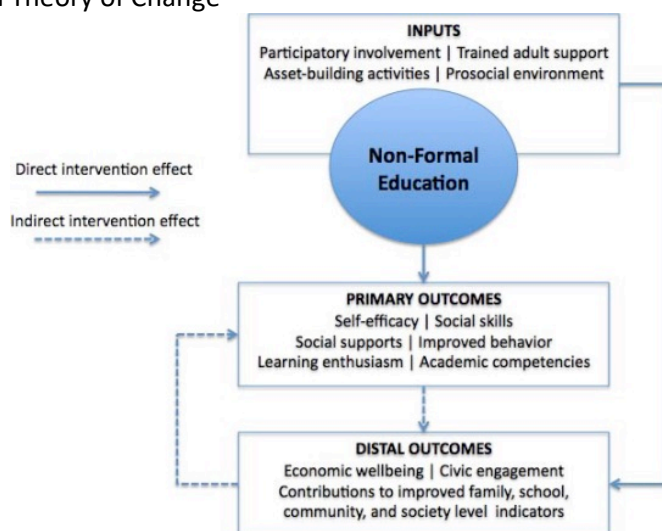 Theory of Change
INPUTS
Participatory involvement | Trained adult support
Asset-building activities | Prosocial environment
Non-Formal
Education
Direct intervention effect
Indirect intervention effect
PRIMARY OUTCOMES
Self-efficacy | Social skills
Social supports | Improved behavior
Learning enthusiasm | Academic competencies
DISTAL OUTCOMES
Economic wellbeing | Civic engagement
Contributions to improved family, school,
community, and society level indicators